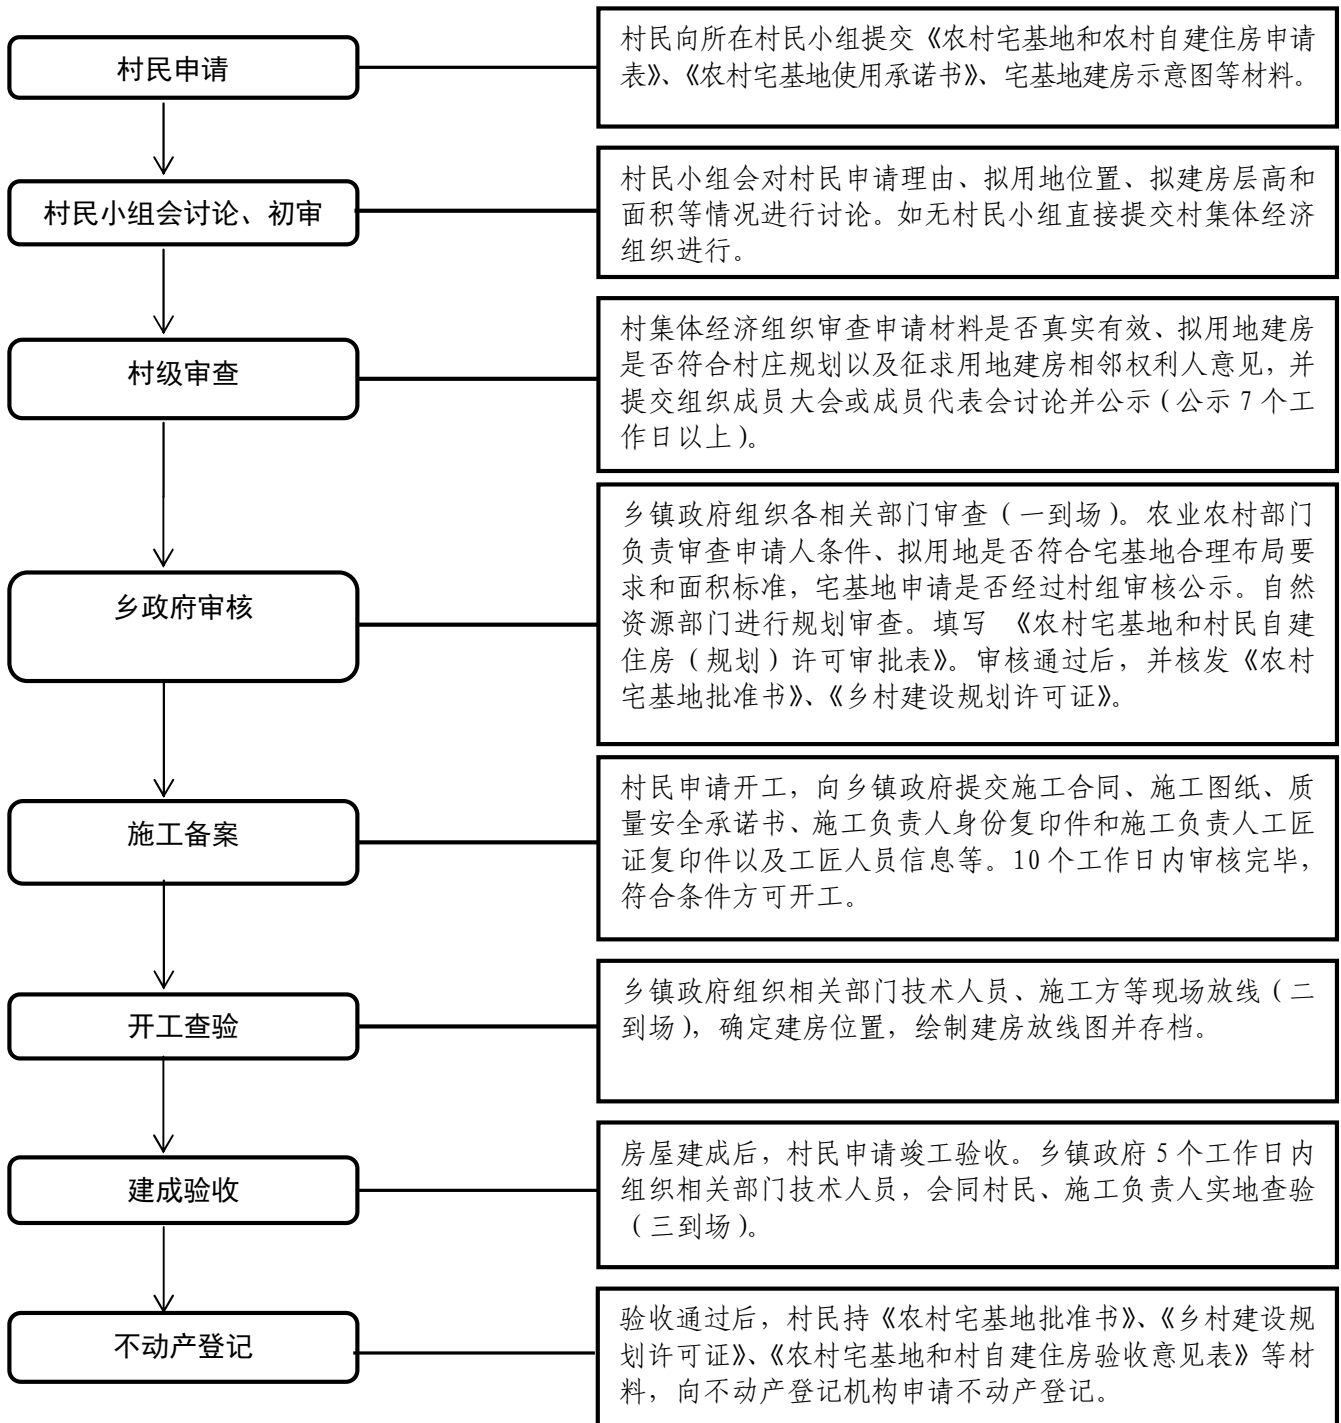 村民申请
村民向所在村民小组提交《农村宅基地和农村自建住房申请
表》、《农村宅基地使用承诺书》、宅基地建房示意图等材料。
村民小组会讨论、初审
村民小组会对村民申请理由、拟用地位置、拟建房层高和
面积等情况进行讨论。如无村民小组直接提交村集体经济
组织进行。
村级审查
村集体经济组织审查申请材料是否真实有效、拟用地建房
是否符合村庄规划以及征求用地建房相邻权利人意见，并
提交组织成员大会或成员代表会讨论并公示（公示 7 个工
作日以上）。
乡政府审核
乡镇政府组织各相关部门审查（一到场）。农业农村部门
负责审查申请人条件、拟用地是否符合宅基地合理布局要
求和面积标准，宅基地申请是否经过村组审核公示。自然
资源部门进行规划审查。填写 《农村宅基地和村民自建
住房（规划）许可审批表》。审核通过后，并核发《农村
宅基地批准书》、《乡村建设规划许可证》。
施工备案
村民申请开工，向乡镇政府提交施工合同、施工图纸、质
量安全承诺书、施工负责人身份复印件和施工负责人工匠
证复印件以及工匠人员信息等。10 个工作日内审核完毕，
符合条件方可开工。
开工查验
乡镇政府组织相关部门技术人员、施工方等现场放线（二
到场），确定建房位置，绘制建房放线图并存档。
建成验收
房屋建成后，村民申请竣工验收。乡镇政府 5 个工作日内
组织相关部门技术人员，会同村民、施工负责人实地查验
（三到场）。
不动产登记
验收通过后，村民持《农村宅基地批准书》、《乡村建设规
划许可证》、《农村宅基地和村自建住房验收意见表》等材
料，向不动产登记机构申请不动产登记。